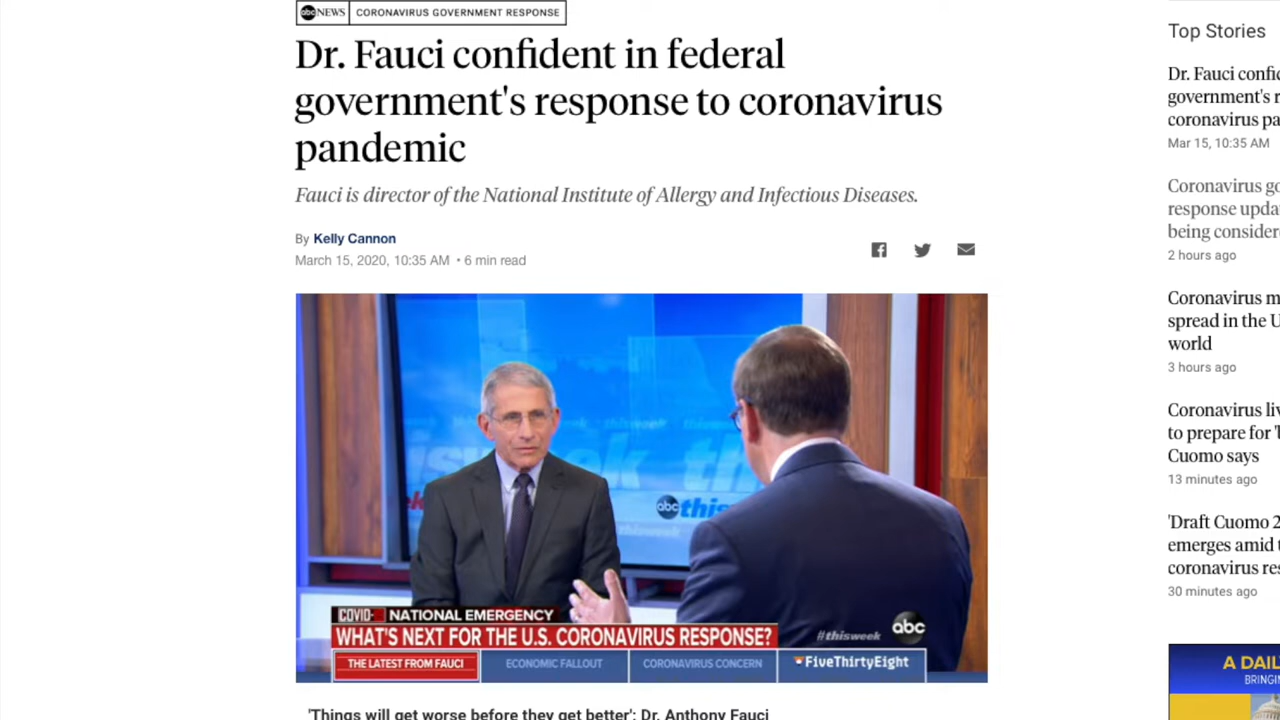 abc NEWS CORONAVIRUS GOVERNMENT RESPONSE
Dr. Fauci confident in federal
government's response to coronavirus
pandemic
Fauci is director of the National Institute of Allergy and Infectious Diseases.
By Kelly Cannon
March 15, 2020, 10:35 AM • 6 min read
abc this
COVID- NATIONAL EMERGENCY
WHAT'S NEXT FOR THE U.S. CORONAVIRUS RESPONSE?
#thisweek abc
THE LATEST FROM FAUCI ECONOMIC FALLOUT CORONAVIRUS CONCERN FiveThirtyEight
'Things will get worse before they get better': Dr. Anthony Fauci
Top Stories
Dr. Fauci confid
government's r
coronavirus pa
Mar 15, 10:35 AM
Coronavirus go
response upda
being consider
2 hours ago
Coronavirus m
spread in the U
world
3 hours ago
Coronavirus liv
to prepare for 'l
Cuomo says
13 minutes ago
'Draft Cuomo 2
emerges amid t
coronavirus res
30 minutes ago
A DAIL
BRINGIN